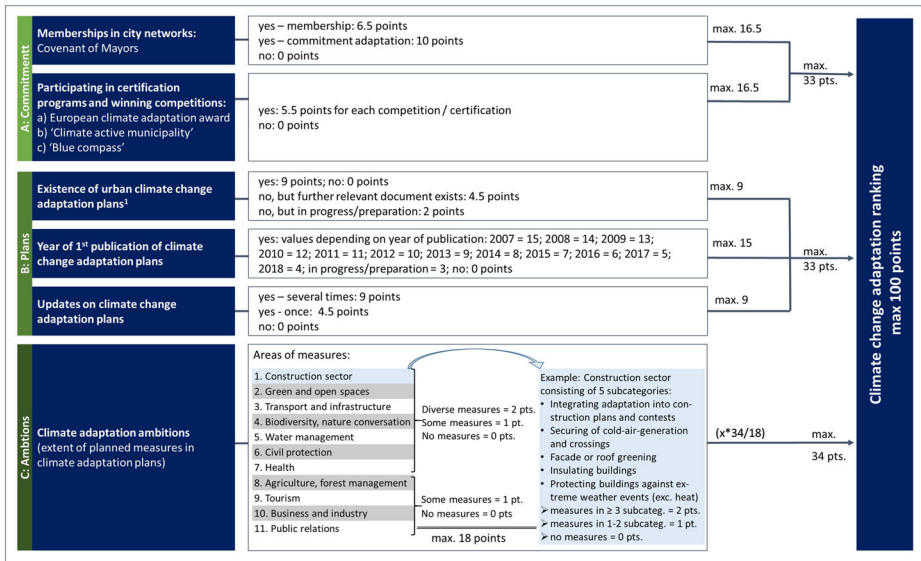 A: Commitmentt
Memberships in city networks:
Covenant of Mayors
yes – membership: 6.5 points
yes – commitment adaptation: 10 points
no: 0 points
max. 16.5
Participating in certification
programs and winning competitions:
a) European climate adaptation award
b) ‘Climate active municipality’
c) ‘Blue compass’
yes: 5.5 points for each competition / certification
no: 0 points
max. 16.5
max.
33 pts.
B: Plans
Existence of urban climate change
adaptation plans¹
yes: 9 points; no: 0 points
no, but further relevant document exists: 4.5 points
no, but in progress/preparation: 2 points
max. 9
Year of 1st publication of climate
change adaptation plans
yes: values depending on year of publication: 2007 = 15; 2008 = 14; 2009 = 13;
2010 = 12; 2011 = 11; 2012 = 10; 2013 = 9; 2014 = 8; 2015 = 7; 2016 = 6; 2017 = 5;
2018 = 4; in progress/preparation = 3; no: 0 points
max. 15
Updates on climate change
adaptation plans
yes – several times: 9 points
yes - once: 4.5 points
no: 0 points
max. 9
max.
33 pts.
C: Ambtions
Climate adaptation ambitions
(extent of planned measures in
climate adaptation plans)
Areas of measures:
1. Construction sector
2. Green and open spaces
3. Transport and infrastructure
4. Biodiversity, nature conversation
5. Water management
6. Civil protection
7. Health
8. Agriculture, forest management
9. Tourism
10. Business and industry
11. Public relations
Diverse measures = 2 pts.
Some measures = 1 pt.
No measures = 0 pts.
Some measures = 1 pt.
No measures = 0 pts
max. 18 points
Example: Construction sector
consisting of 5 subcategories:
• Integrating adaptation into con-
struction plans and contests
• Securing of cold-air-generation
and crossings
• Facade or roof greening
• Insulating buildings
• Protecting buildings against ex-
treme weather events (exc. heat)
➢ measures in ≥ 3 subcateg. = 2 pts.
➢ measures in 1-2 subcateg. = 1 pt.
➢ no measures = 0 pts.
(x*34/18)
max.
34 pts.
Climate change adaptation ranking
max 100 points